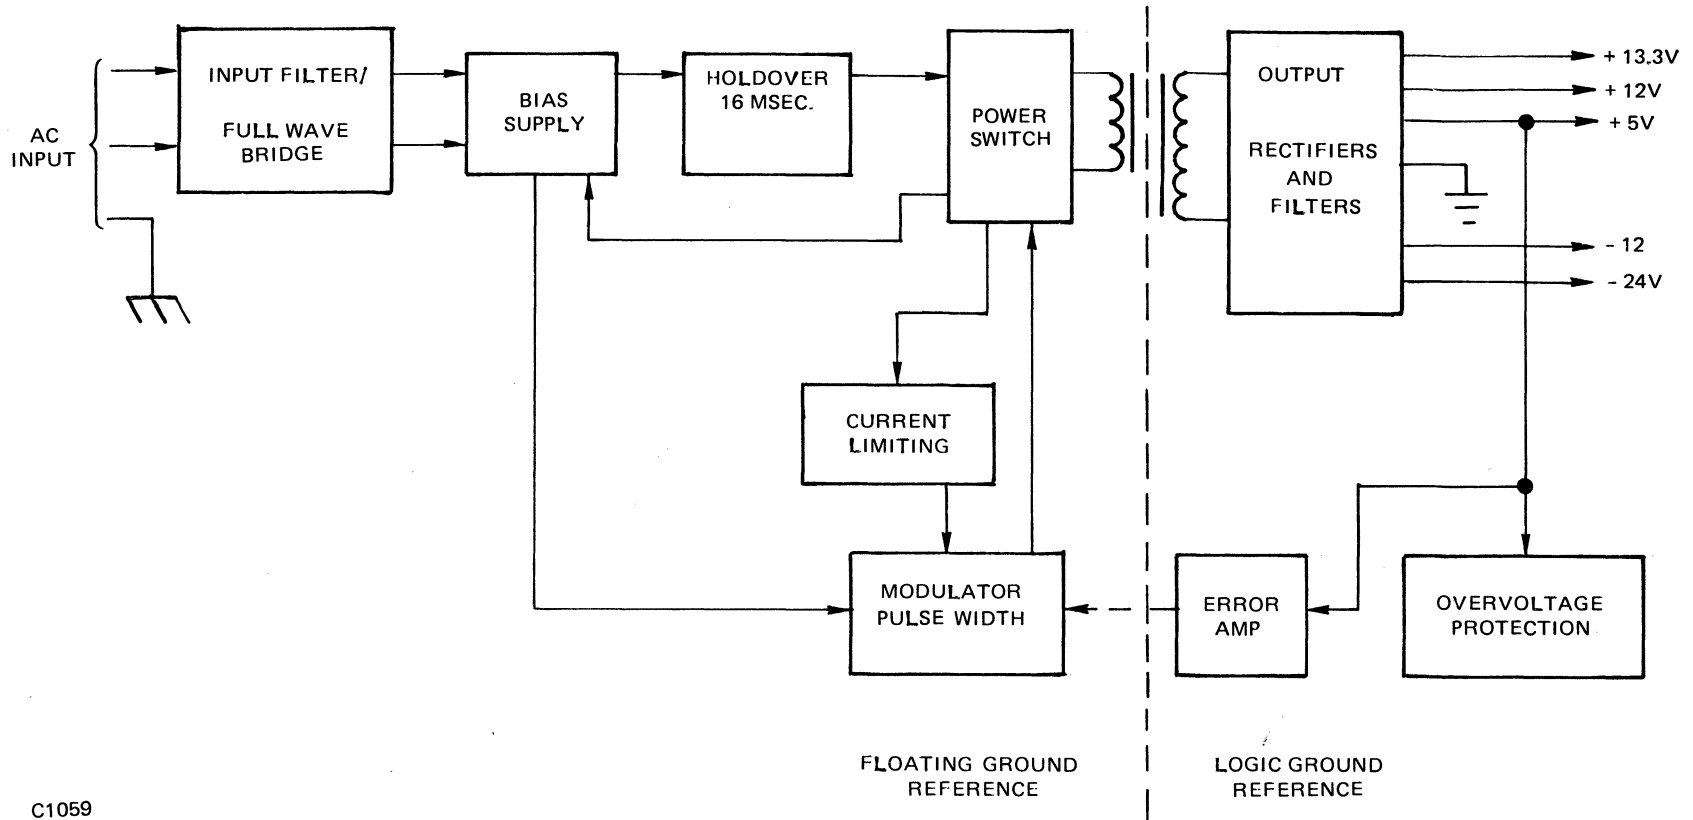 AC
INPUT
INPUT FILTER/
FULL WAVE
BRIDGE
BIAS
SUPPLY
HOLDOVER
16 MSEC.
POWER
SWITCH
OUTPUT
RECTIFIERS
AND
FILTERS
+ 13.3V
+ 12V
+ 5V
- 12
- 24V
CURRENT
LIMITING
MODULATOR
PULSE WIDTH
ERROR
AMP
OVERVOLTAGE
PROTECTION
FLOATING GROUND
REFERENCE
LOGIC GROUND
REFERENCE
C1059